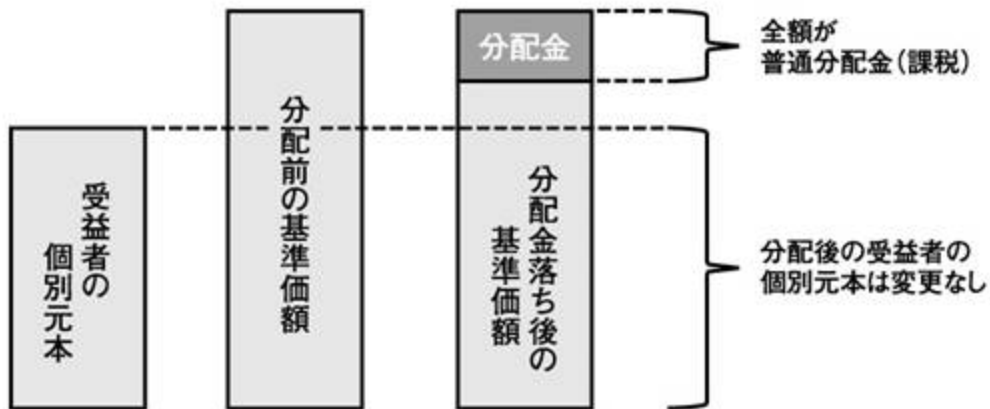 受益者の
個別元本
分配前の基準価額
分配金
分配金落ち後の
基準価額
全額が
普通分配金(課税)
分配後の受益者の
個別元本は変更なし